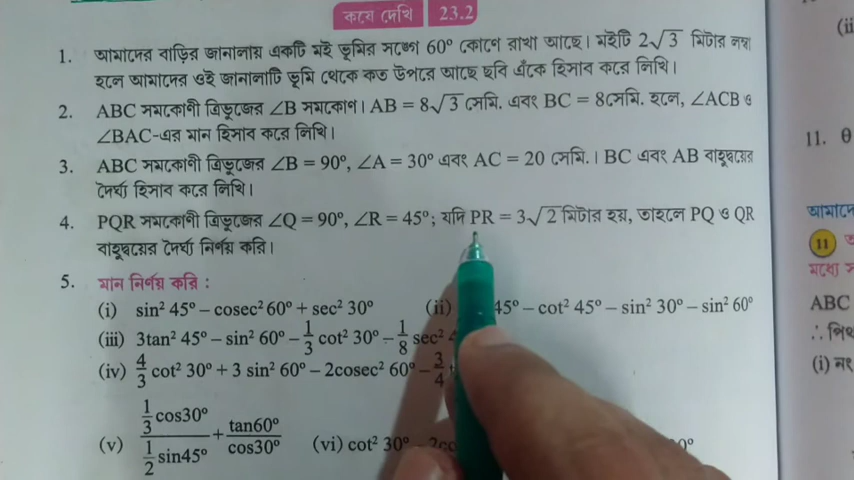 কষে দেখি 23.2
1. আমাদের বাড়ির জানালায় একটি মই ভূমির সঙ্গে 60° কোণে রাখা আছে। মইটি 2√3 মিটার লম্বা
হলে আমাদের ওই জানালাটি ভূমি থেকে কত উপরে আছে ছবি এঁকে হিসাব করে লিখি।
2. ABC সমকোণী ত্রিভুজের ∠B সমকোণ। AB = 8√3 সেমি. এবং BC = 8সেমি. হলে, ∠ACB ও
∠BAC-এর মান হিসাব করে লিখি।
3. ABC সমকোণী ত্রিভুজের ∠B = 90°, ∠A = 30° এবং AC = 20 সেমি.। BC এবং AB বাহুদ্বয়ের
দৈর্ঘ্য হিসাব করে লিখি।
4. PQR সমকোণী ত্রিভুজের ∠Q = 90°, ∠R = 45°; যদি PR = 3√2 মিটার হয়, তাহলে PQ ও QR
বাহুদ্বয়ের দৈর্ঘ্য নির্ণয় করি।
5. মান নির্ণয় করি :
(i) sin² 45° – cosec² 60° + sec² 30° (ii) 45° – cot² 45° – sin² 30° – sin² 60°
(iii) 3tan² 45° – sin² 60° – 1/3 cot² 30° – 1/8 sec²
(iv) 4/3 cot² 30° + 3 sin² 60° – 2cosec² 60° – 3/4
(v) (1/3 cos30°)/(1/2 sin45°) + tan60°/cos30° (vi) cot² 30°
(ii
11. θ
11
ABC
(i)